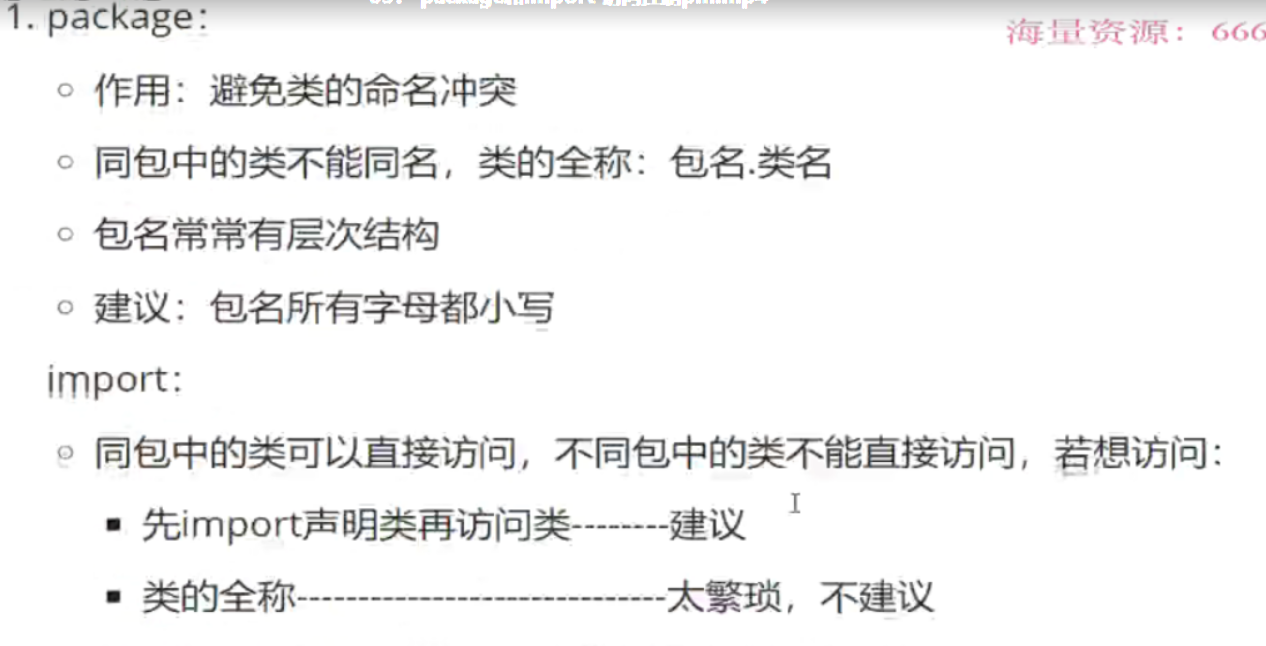 1. package：
海量资源：666
作用：避免类的命名冲突
同包中的类不能同名，类的全称：包名.类名
包名常常有层次结构
建议：包名所有字母都小写
import：
同包中的类可以直接访问，不同包中的类不能直接访问，若想访问：
先import声明类再访问类--------建议
类的全称------------------------------太繁琐，不建议